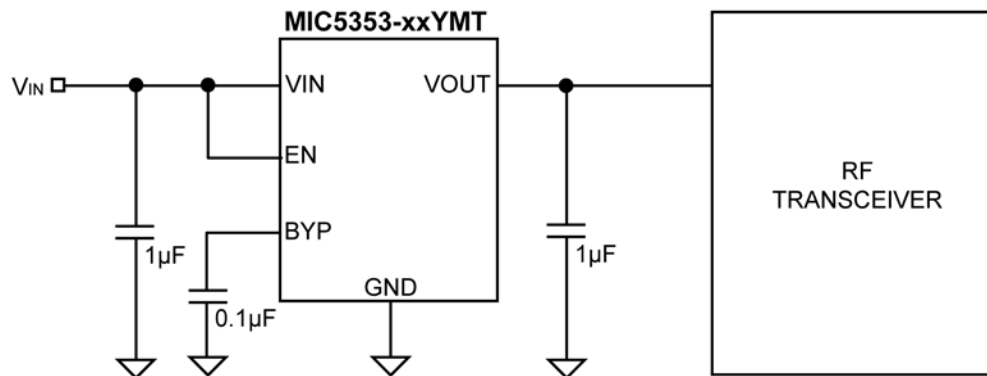 MIC5353-xxYMT
VIN
VIN
VOUT
EN
BYP
GND
1µF
0.1µF
1µF
RF
TRANSCEIVER